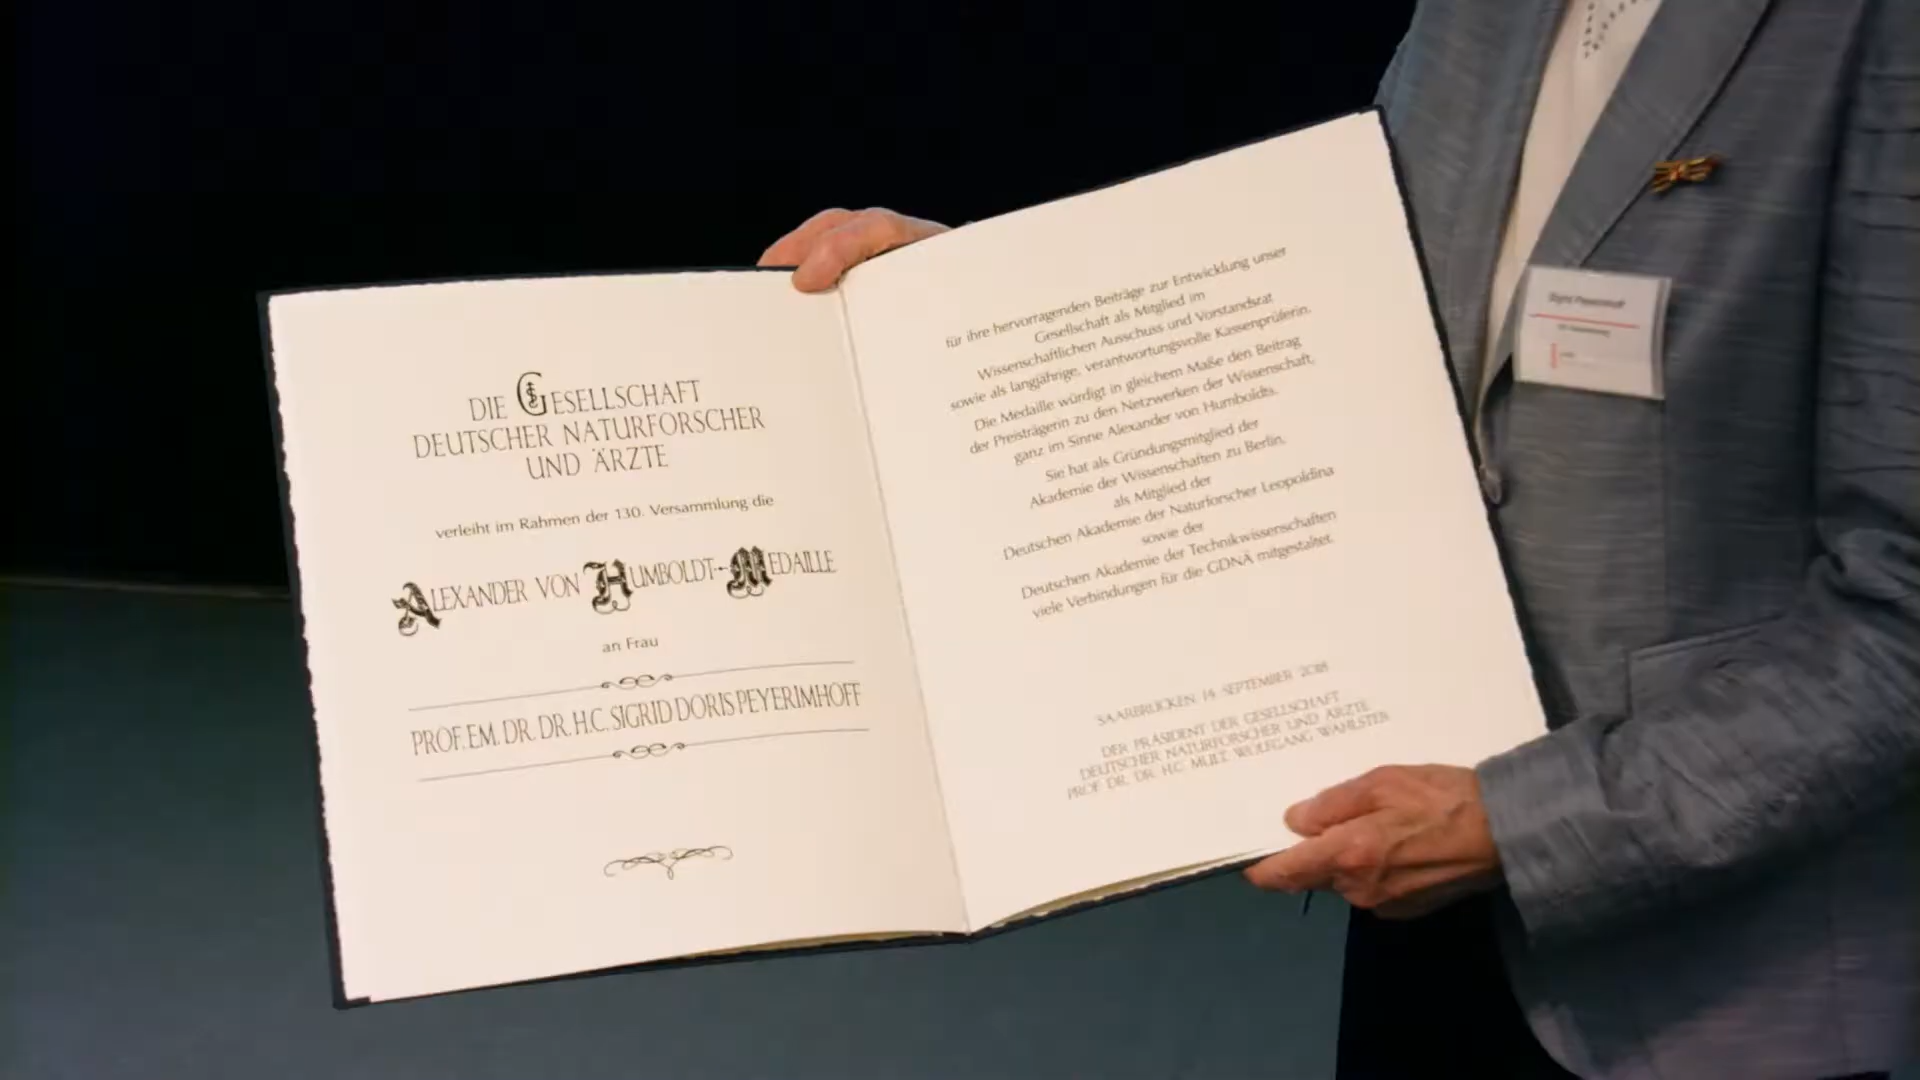 DIE GESELLSCHAFT
DEUTSCHER NATURFORSCHER
UND ÄRZTE
verleiht im Rahmen der 130. Versammlung die
ALEXANDER VON HUMBOLDT-MEDAILLE
an Frau
PROF. EM. DR. DR. H.C. SIGRID DORIS PEYERIMHOFF
für ihre hervorragenden Beiträge zur Entwicklung unser
Gesellschaft als Mitglied im
Wissenschaftlichen Ausschuss und Vorstandsrat
sowie als langjährige, verantwortungsvolle Kassenprüferin.
Die Medaille würdigt in gleichem Maße den Beitrag
der Preisträgerin zu den Netzwerken der Wissenschaft,
ganz im Sinne Alexander von Humboldts.
Sie hat als Gründungsmitglied der
Akademie der Wissenschaften zu Berlin,
als Mitglied der
Deutschen Akademie der Naturforscher Leopoldina
sowie der
Deutschen Akademie der Technikwissenschaften
viele Verbindungen für die GDNÄ mitgestaltet.
SAARBRÜCKEN, 14. SEPTEMBER 2018
DER PRÄSIDENT DER GESELLSCHAFT
DEUTSCHER NATURFORSCHER UND ÄRZTE
PROF. DR. DR. H.C. MULT. WOLFGANG WAHLSTER
Sigrid Peyerimhoff